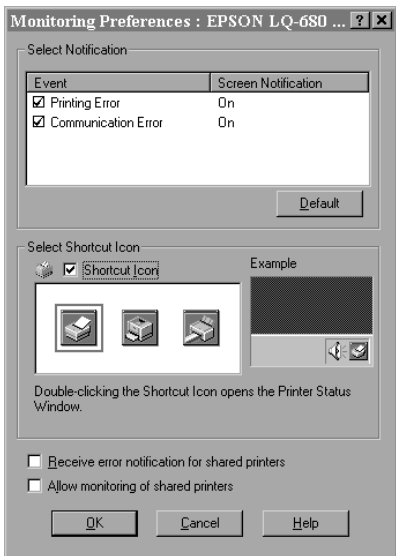 Monitoring Preferences : EPSON LQ-680 ...
Select Notification
Event Screen Notification
Printing Error On
Communication Error On
Default
Select Shortcut Icon
Shortcut Icon
Example
Double-clicking the Shortcut Icon opens the Printer Status
Window.
Receive error notification for shared printers
Allow monitoring of shared printers
OK Cancel Help